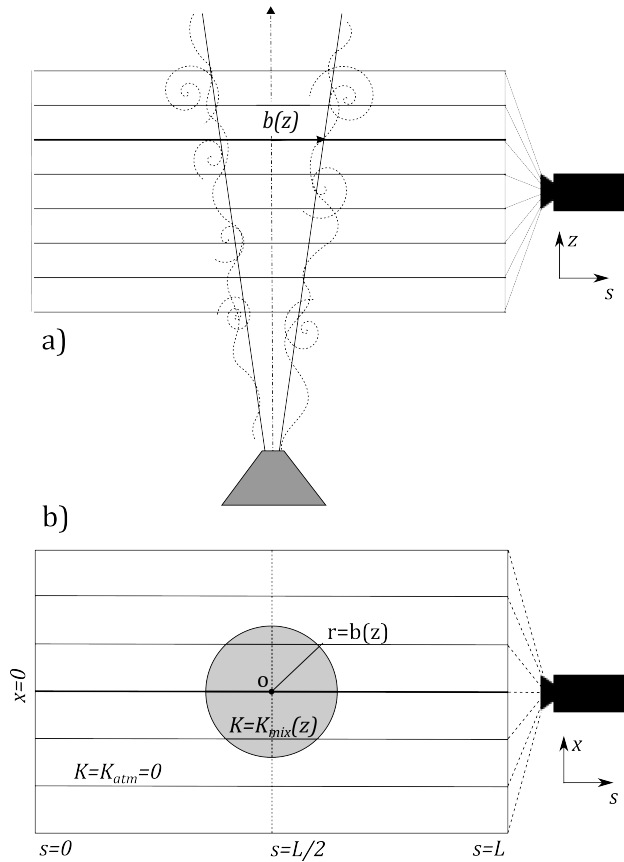 b(z)
z
s
a)
b)
r=b(z)
o
x=0
K=K_mix(z)
x
K=K_atm=0
s
s=0
s=L/2
s=L